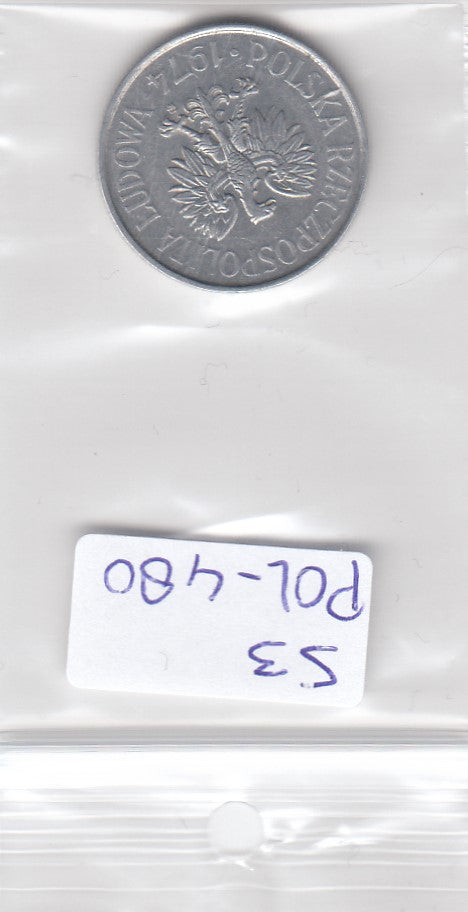 S3
POL-480
POLSKA RZECZPOSPOLITA LUDOWA · 1974 ·